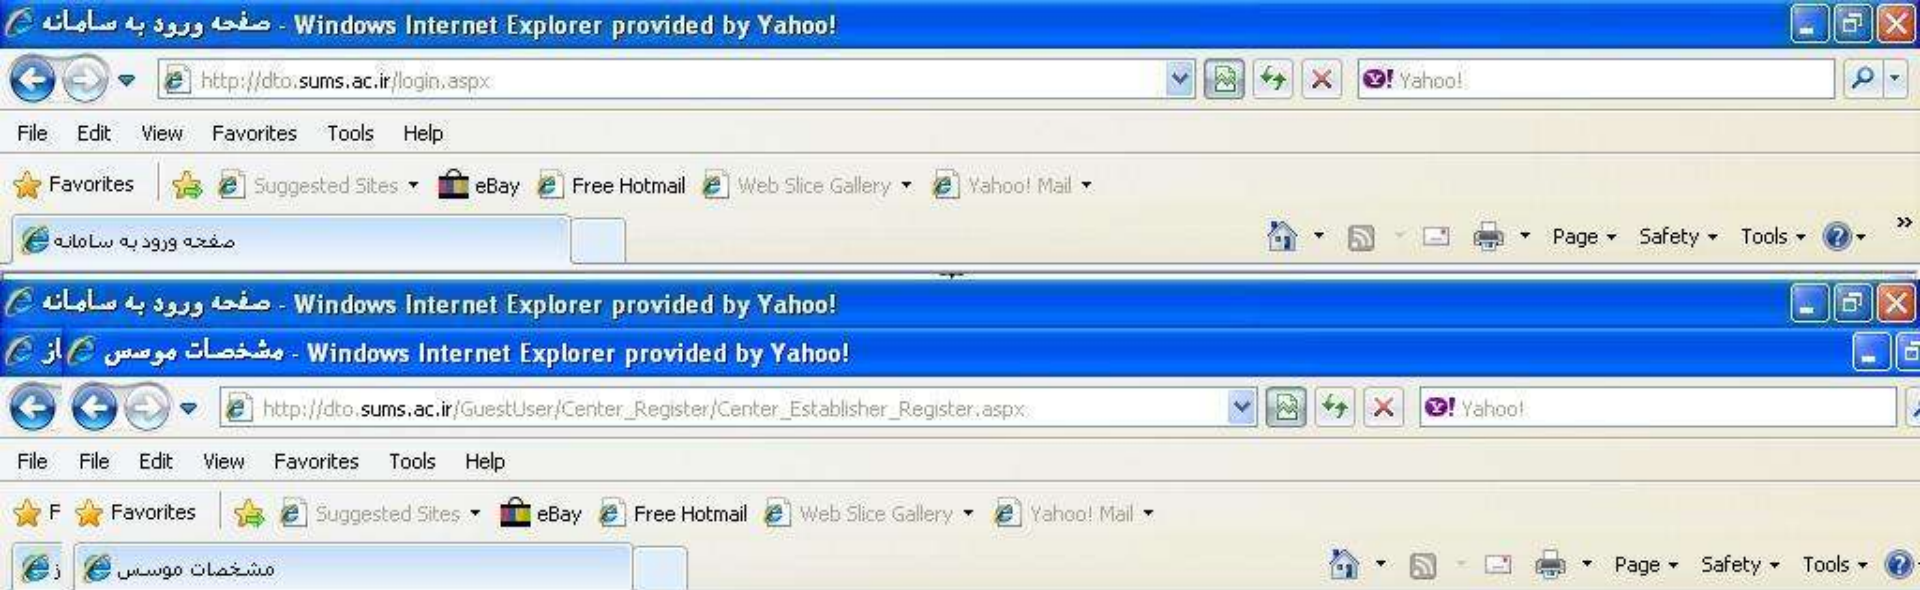 صفحه ورود به سامانه - Windows Internet Explorer provided by Yahoo!
http://dto.sums.ac.ir/login.aspx Yahoo!
File Edit View Favorites Tools Help
Favorites Suggested Sites eBay Free Hotmail Web Slice Gallery Yahoo! Mail
صفحه ورود به سامانه Page Safety Tools »
صفحه ورود به سامانه - Windows Internet Explorer provided by Yahoo!
از مشخصات موسس - Windows Internet Explorer provided by Yahoo!
http://dto.sums.ac.ir/GuestUser/Center_Register/Center_Establisher_Register.aspx Yahoo!
File File Edit View Favorites Tools Help
F Favorites Suggested Sites eBay Free Hotmail Web Slice Gallery Yahoo! Mail
ز مشخصات موسس Page Safety Tools